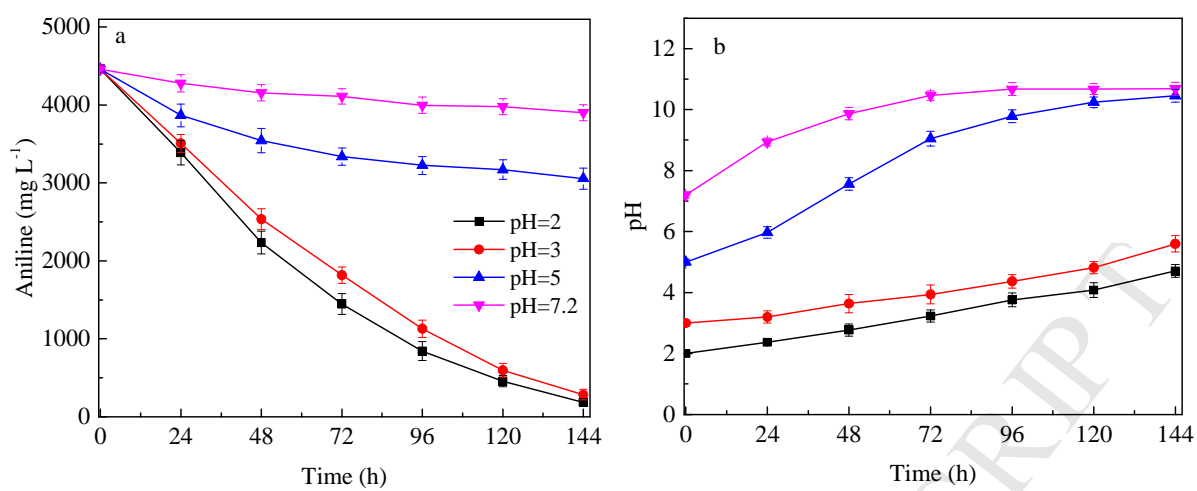 a
5000
4000
3000
2000
1000
0
Aniline (mg L⁻¹)
pH=2
pH=3
pH=5
pH=7.2
0 24 48 72 96 120 144
Time (h)
b
12
10
8
6
4
2
0
pH
0 24 48 72 96 120 144
Time (h)
RIPT